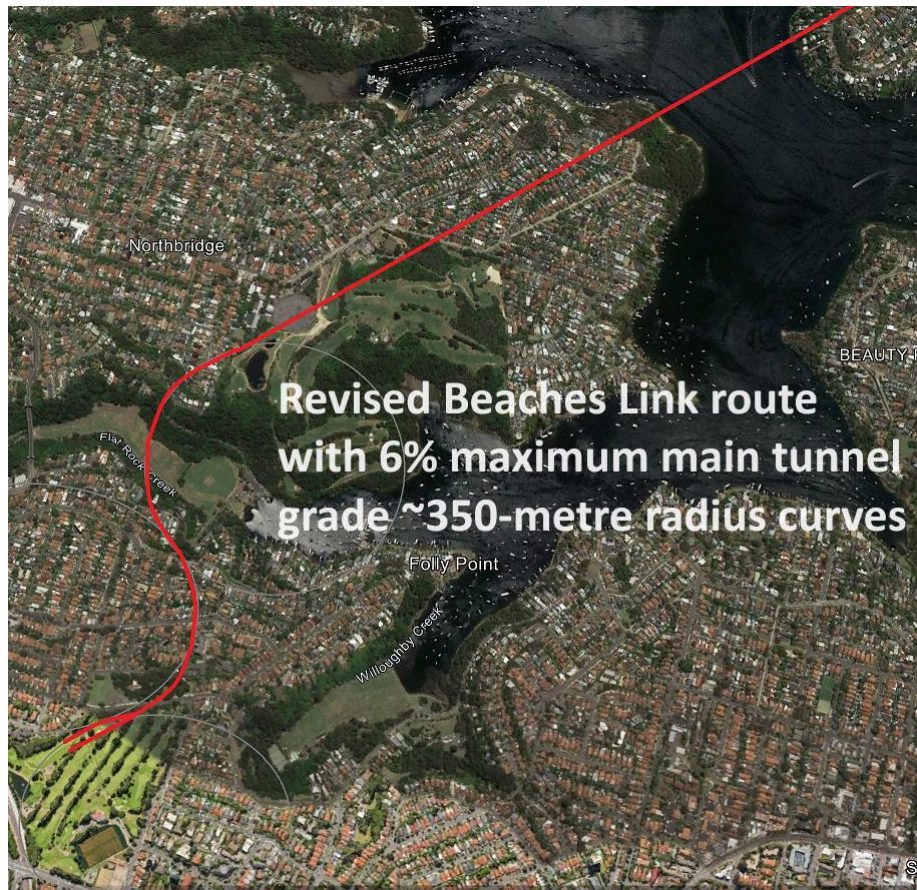 Northbridge
BEAUTY
Revised Beaches Link route
with 6% maximum main tunnel
grade ~350-metre radius curves
Flat Rock Creek
Folly Point
Willoughby Creek